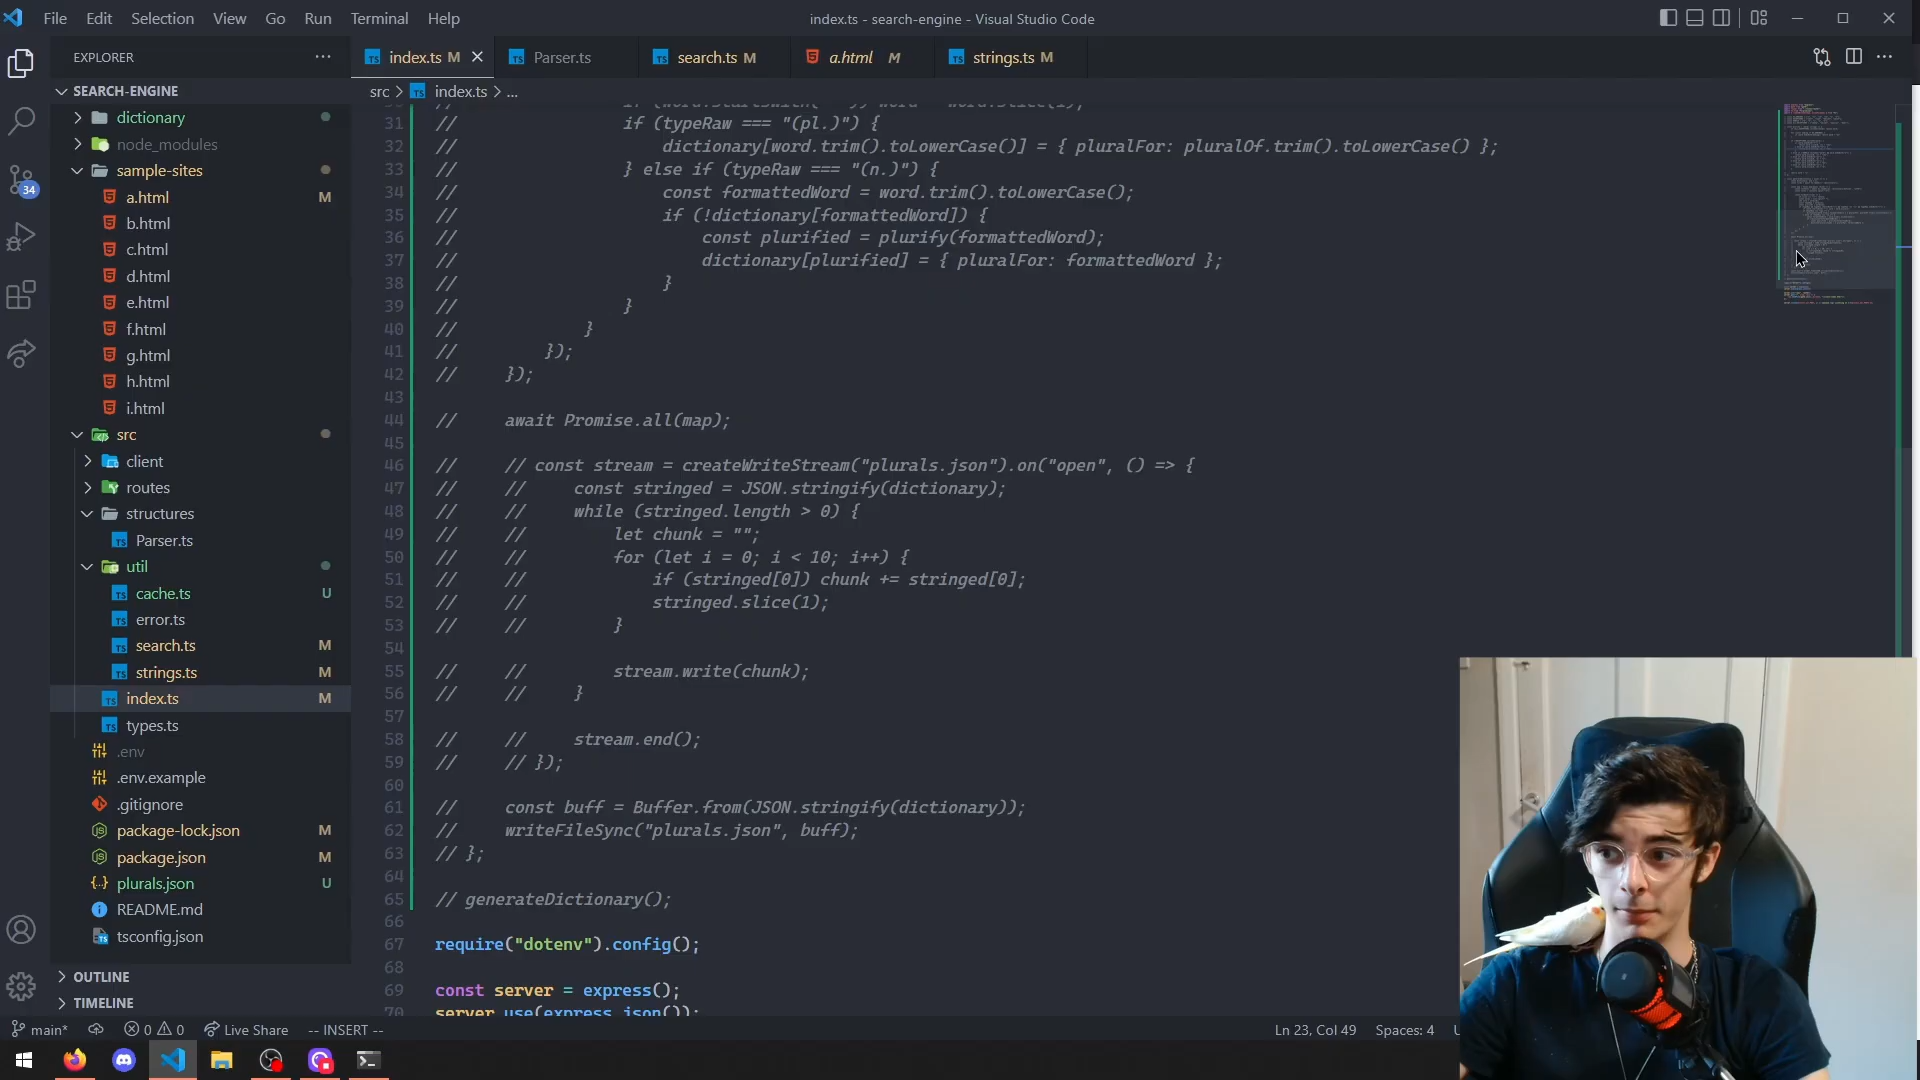 File Edit Selection View Go Run Terminal Help
index.ts - search-engine - Visual Studio Code
EXPLORER
index.ts M
Parser.ts
search.ts M
a.html M
strings.ts M
SEARCH-ENGINE
src > index.ts > ...
dictionary
node_modules
sample-sites
a.html M
b.html
c.html
d.html
e.html
f.html
g.html
h.html
i.html
src
client
routes
structures
Parser.ts
util
cache.ts U
error.ts
search.ts M
strings.ts M
index.ts M
types.ts
.env
.env.example
.gitignore
package-lock.json M
package.json M
plurals.json U
README.md
tsconfig.json
OUTLINE
TIMELINE
34
31 // if (typeRaw === "(pl.)") {
32 // dictionary[word.trim().toLowerCase()] = { pluralFor: pluralOf.trim().toLowerCase() };
33 // } else if (typeRaw === "(n.)") {
34 // const formattedWord = word.trim().toLowerCase();
35 // if (!dictionary[formattedWord]) {
36 // const plurified = plurify(formattedWord);
37 // dictionary[plurified] = { pluralFor: formattedWord };
38 // }
39 // }
40 // }
41 // });
42 // });
43
44 // await Promise.all(map);
45
46 // // const stream = createWriteStream("plurals.json").on("open", () => {
47 // // const stringed = JSON.stringify(dictionary);
48 // // while (stringed.length > 0) {
49 // // let chunk = "";
50 // // for (let i = 0; i < 10; i++) {
51 // // if (stringed[0]) chunk += stringed[0];
52 // // stringed.slice(1);
53 // // }
54
55 // // stream.write(chunk);
56 // // }
57
58 // // stream.end();
59 // // });
60
61 // const buff = Buffer.from(JSON.stringify(dictionary));
62 // writeFileSync("plurals.json", buff);
63 // };
64
65 // generateDictionary();
66
67 require("dotenv").config();
68
69 const server = express();
70 server.use(express.json());
main* 0 0 Live Share -- INSERT --
Ln 23, Col 49 Spaces: 4